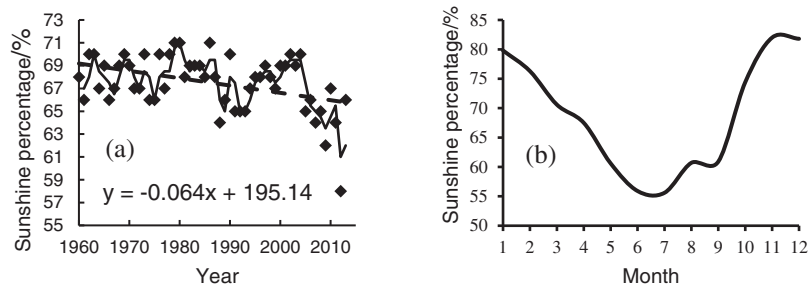 Sunshine percentage/%
73
71
69
67
65
63
61
59
57
55
(a)
y = -0.064x + 195.14
1960 1970 1980 1990 2000 2010
Year
Sunshine percentage/%
85
80
75
70
65
60
55
50
(b)
1 2 3 4 5 6 7 8 9 10 11 12
Month